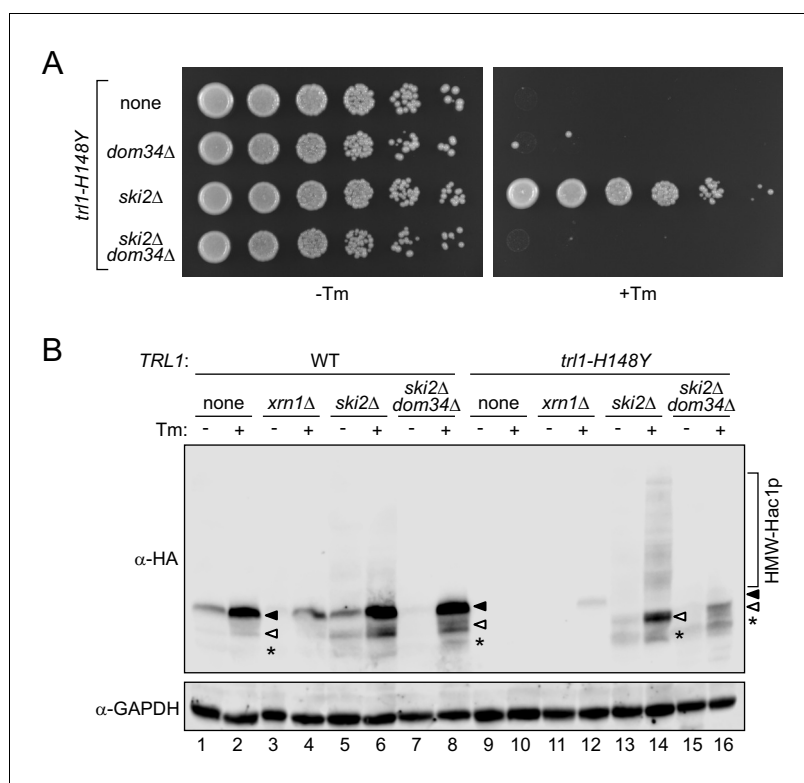 A
trl1-H148Y
none
dom34Δ
ski2Δ
ski2Δ
dom34Δ
-Tm
+Tm
B
TRL1: WT trl1-H148Y
none xrn1Δ ski2Δ ski2Δ dom34Δ none xrn1Δ ski2Δ ski2Δ dom34Δ
Tm: - + - + - + - + - + - + - + - +
α-HA
HMW-Hac1p
* * * *
α-GAPDH
1 2 3 4 5 6 7 8 9 10 11 12 13 14 15 16